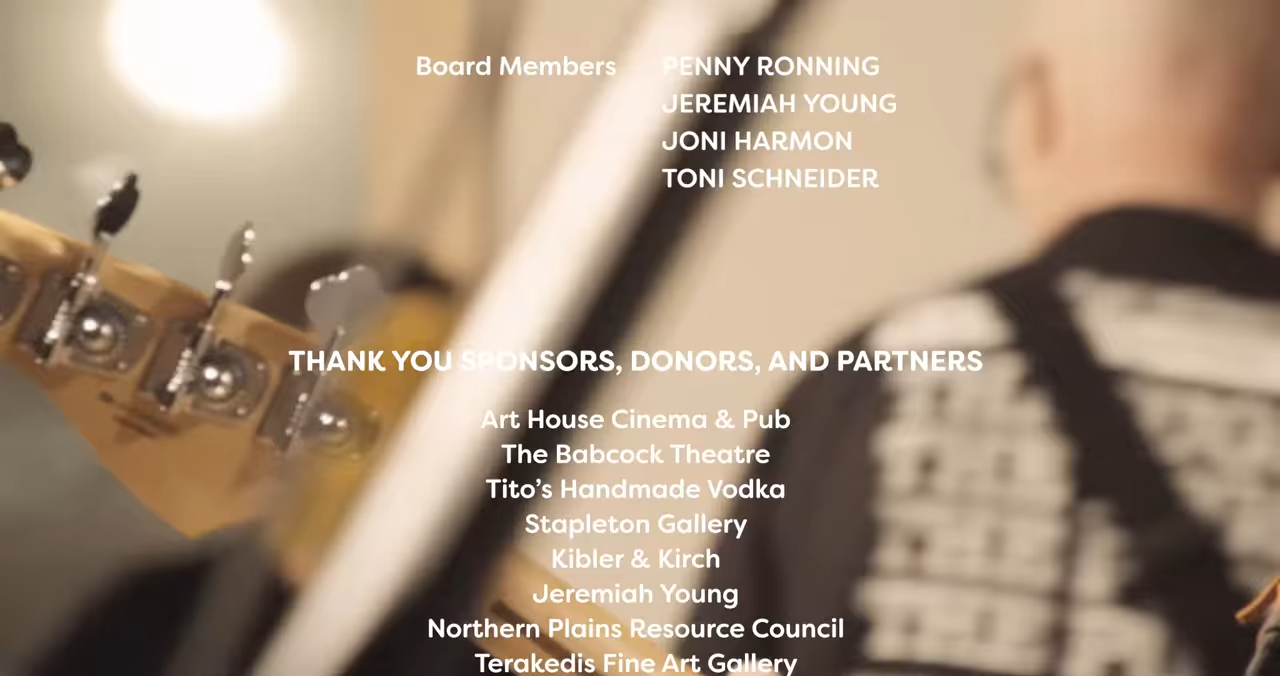 Board Members PENNY RONNING
JEREMIAH YOUNG
JONI HARMON
TONI SCHNEIDER
THANK YOU SPONSORS, DONORS, AND PARTNERS
Art House Cinema & Pub
The Babcock Theatre
Tito's Handmade Vodka
Stapleton Gallery
Kibler & Kirch
Jeremiah Young
Northern Plains Resource Council
Terakedis Fine Art Gallery